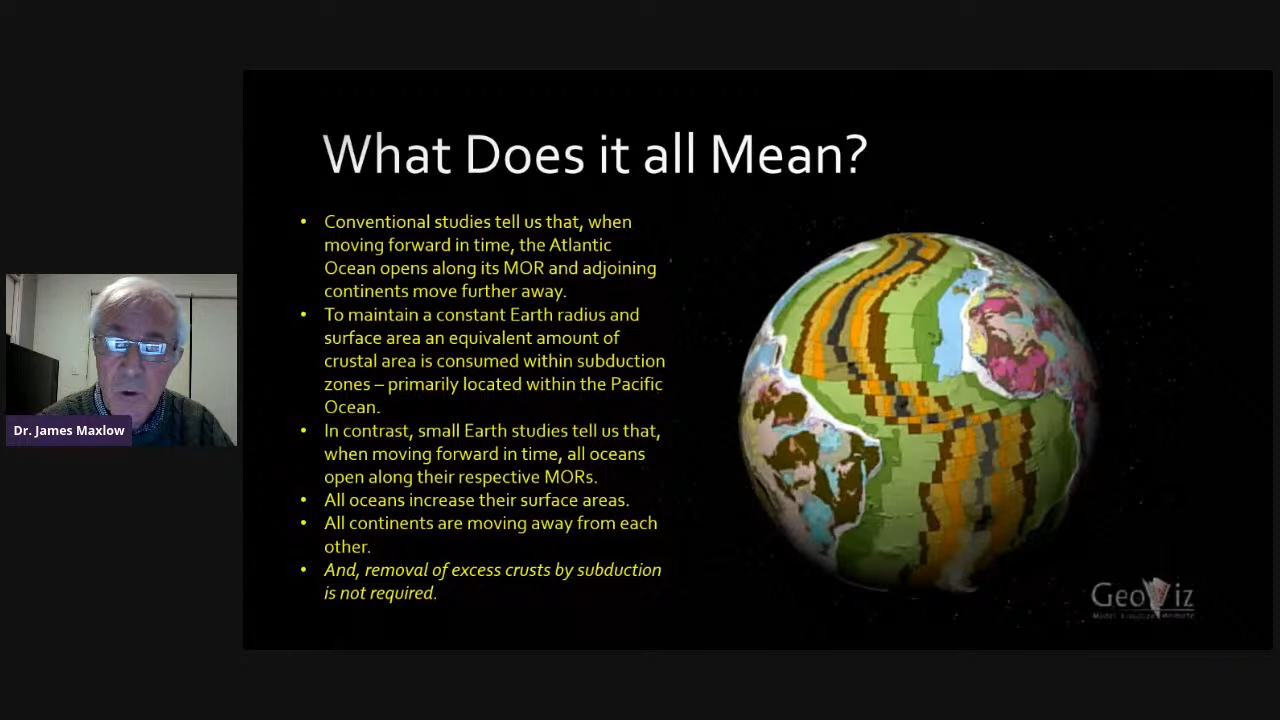 What Does it all Mean?
• Conventional studies tell us that, when
moving forward in time, the Atlantic
Ocean opens along its MOR and adjoining
continents move further away.
• To maintain a constant Earth radius and
surface area an equivalent amount of
crustal area is consumed within subduction
zones – primarily located within the Pacific
Ocean.
• In contrast, small Earth studies tell us that,
when moving forward in time, all oceans
open along their respective MORs.
• All oceans increase their surface areas.
• All continents are moving away from each
other.
• And, removal of excess crusts by subduction
is not required.
Dr. James Maxlow
GeoViz